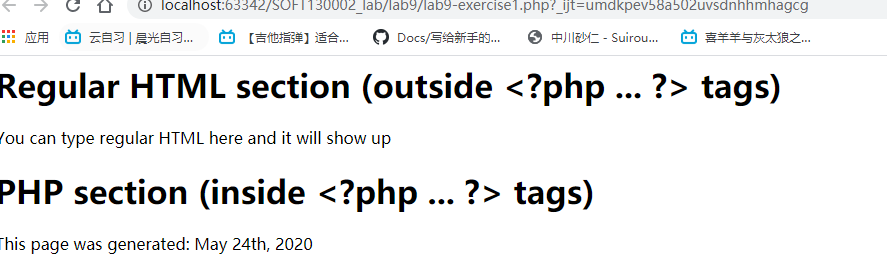 localhost:63342/SOFT130002_lab/lab9/lab9-exercise1.php?_ijt=umdkpev58a502uvsdnhhmhagcg
应用 云自习 | 晨光自习... 【吉他指弹】适合... Docs/写给新手的... 中川砂仁 - Suirou... 喜羊羊与灰太狼之...
Regular HTML section (outside <?php ... ?> tags)
You can type regular HTML here and it will show up
PHP section (inside <?php ... ?> tags)
This page was generated: May 24th, 2020